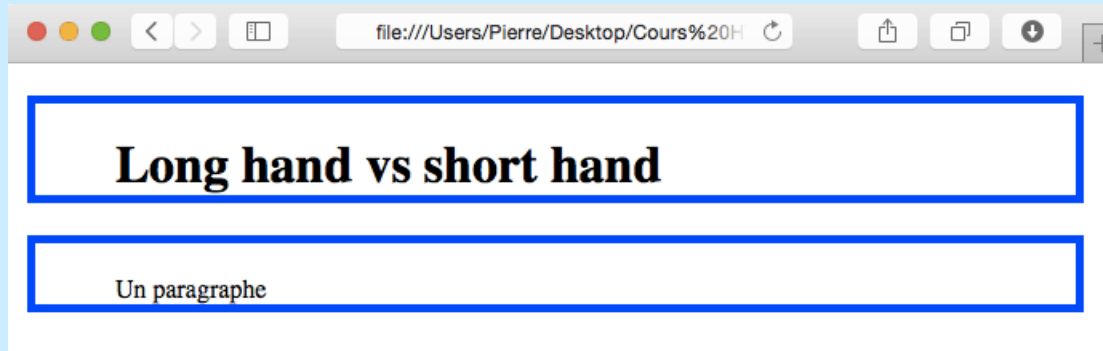 file:///Users/Pierre/Desktop/Cours%20H
Long hand vs short hand
Un paragraphe